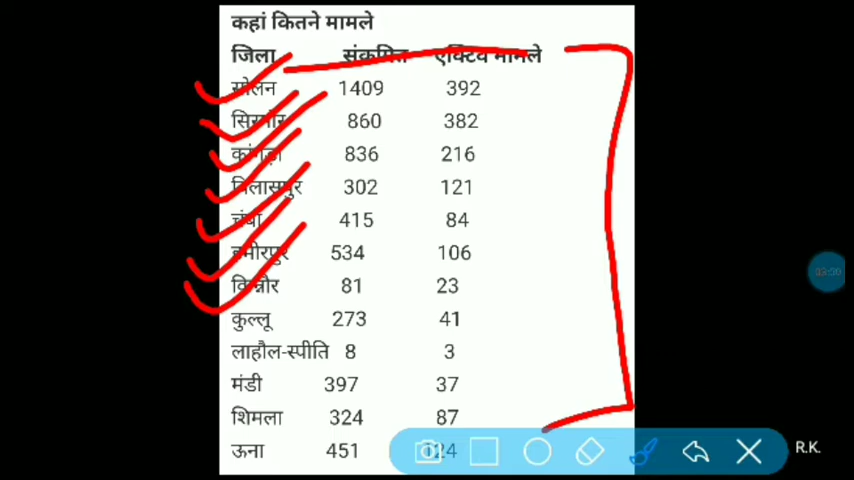 कहां कितने मामले
जिला संक्रमित एक्टिव मामले
सोलन 1409 392
सिरमौर 860 382
कांगड़ा 836 216
बिलासपुर 302 121
चंबा 415 84
हमीरपुर 534 106
किन्नौर 81 23
कुल्लू 273 41
लाहौल-स्पीति 8 3
मंडी 397 37
शिमला 324 87
ऊना 451 124
R.K.